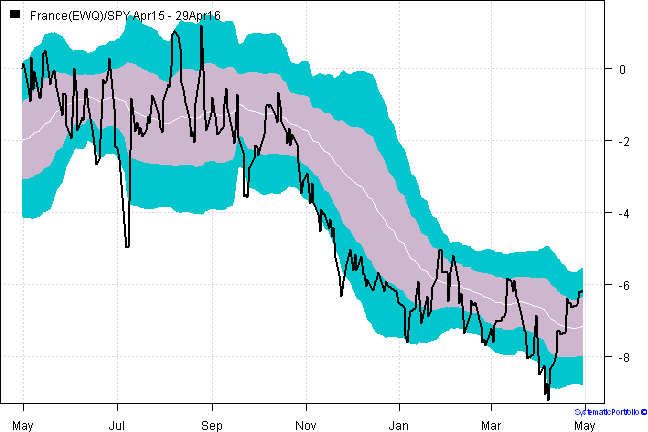 France(EWQ)/SPY Apr15 - 29Apr16
0
-2
-4
-6
-8
May Jul Sep Nov Jan Mar May
SystematicPortfolio ©